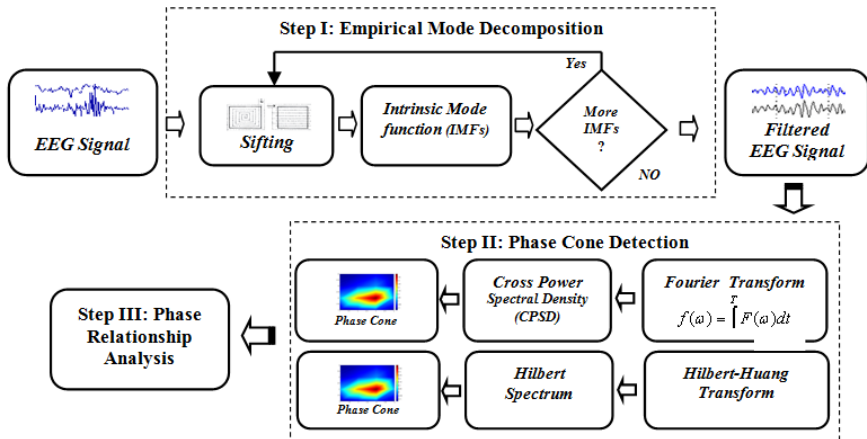 Step I: Empirical Mode Decomposition
Yes
EEG Signal
Sifting
Intrinsic Mode
function (IMFs)
More
IMFs
?
NO
Filtered
EEG Signal
Step II: Phase Cone Detection
Fourier Transform
f(ω) = ∫ᵀ F(ω)dt
Cross Power
Spectral Density
(CPSD)
Phase Cone
Hilbert-Huang
Transform
Hilbert
Spectrum
Phase Cone
Step III: Phase
Relationship
Analysis